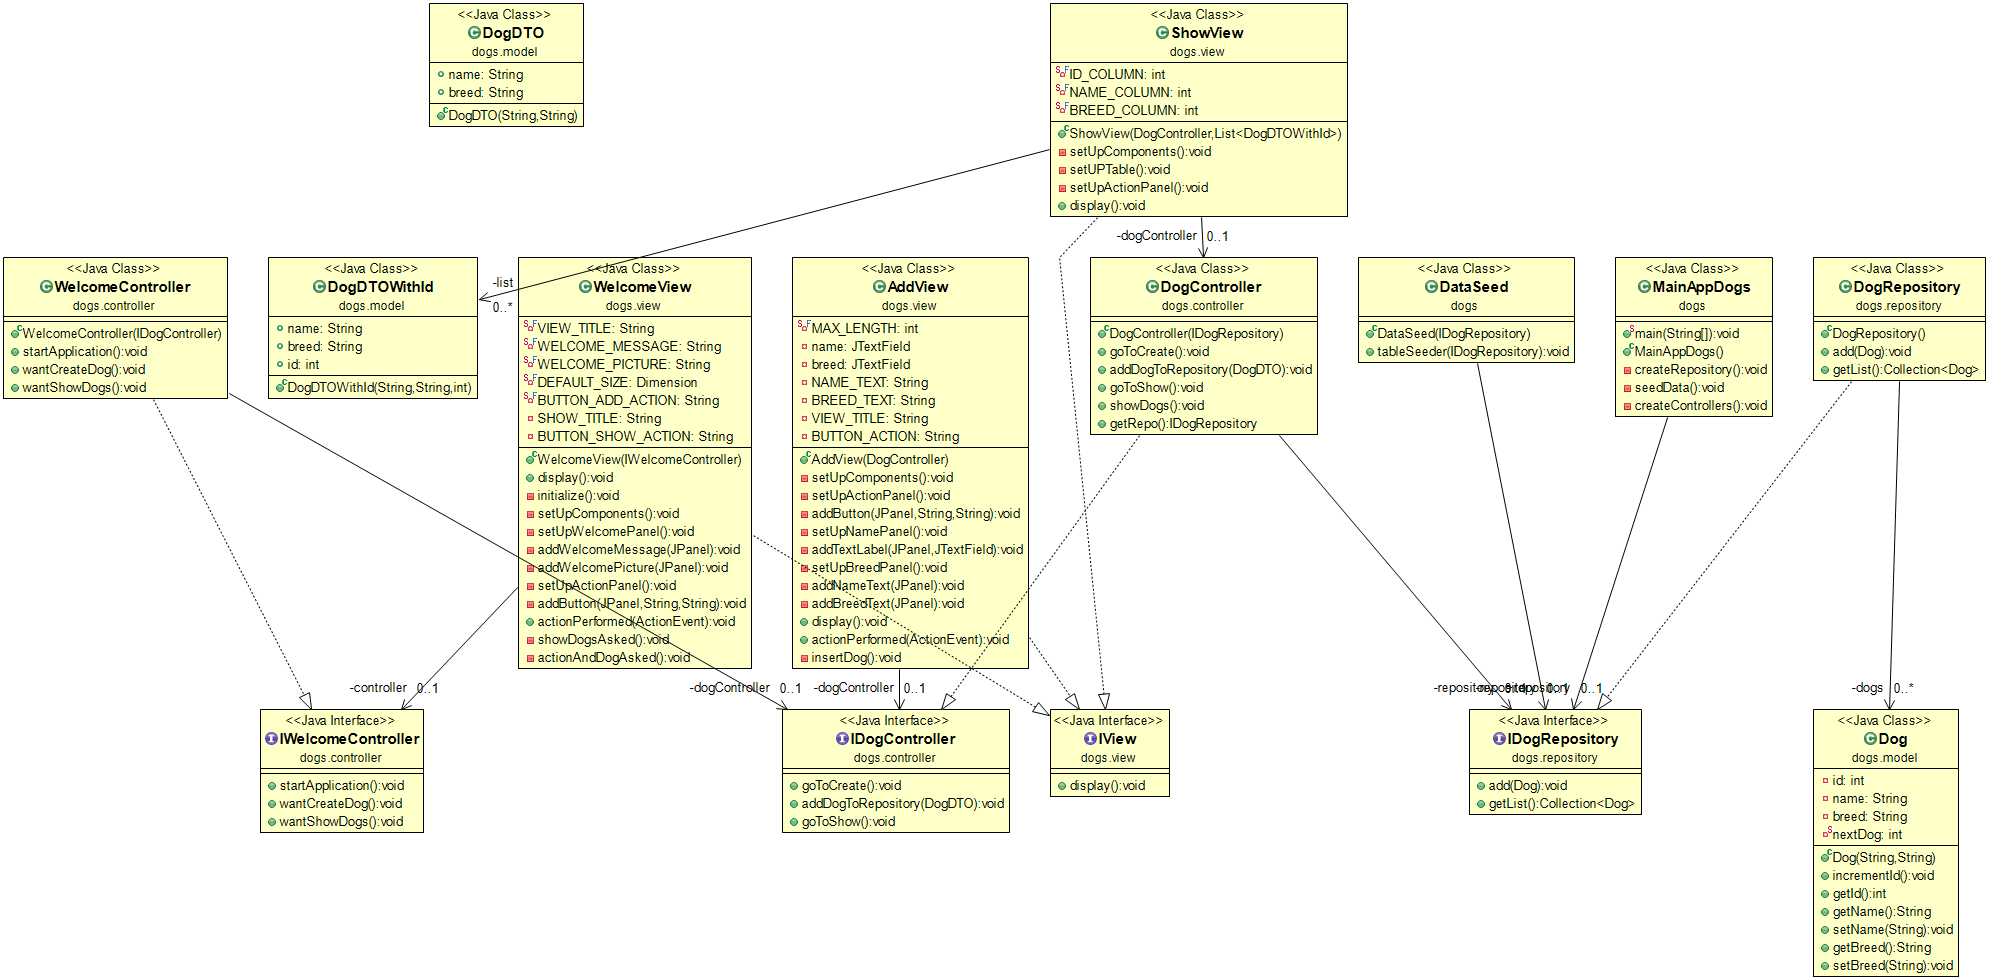 <<Java Class>>
DogDTO
dogs.model
name: String
breed: String
DogDTO(String,String)
<<Java Class>>
ShowView
dogs.view
ID_COLUMN: int
NAME_COLUMN: int
BREED_COLUMN: int
ShowView(DogController,List<DogDTOWithId>)
setUpComponents():void
setUPTable():void
setUpActionPanel():void
display():void
-dogController 0..1
-list
0..*
<<Java Class>>
WelcomeController
dogs.controller
WelcomeController(IDogController)
startApplication():void
wantCreateDog():void
wantShowDogs():void
<<Java Class>>
DogDTOWithId
dogs.model
name: String
breed: String
id: int
DogDTOWithId(String,String,int)
<<Java Class>>
WelcomeView
dogs.view
VIEW_TITLE: String
WELCOME_MESSAGE: String
WELCOME_PICTURE: String
DEFAULT_SIZE: Dimension
BUTTON_ADD_ACTION: String
SHOW_TITLE: String
BUTTON_SHOW_ACTION: String
WelcomeView(IWelcomeController)
display():void
initialize():void
setUpComponents():void
setUpWelcomePanel():void
addWelcomeMessage(JPanel):void
addWelcomePicture(JPanel):void
setUpActionPanel():void
addButton(JPanel,String,String):void
actionPerformed(ActionEvent):void
showDogsAsked():void
actionAndDogAsked():void
<<Java Class>>
AddView
dogs.view
MAX_LENGTH: int
name: JTextField
breed: JTextField
NAME_TEXT: String
BREED_TEXT: String
VIEW_TITLE: String
BUTTON_ACTION: String
AddView(DogController)
setUpComponents():void
setUpActionPanel():void
addButton(JPanel,String,String):void
setUpNamePanel():void
addTextLabel(JPanel,JTextField):void
setUpBreedPanel():void
addNameText(JPanel):void
addBreedText(JPanel):void
display():void
actionPerformed(ActionEvent):void
insertDog():void
<<Java Class>>
DogController
dogs.controller
DogController(IDogRepository)
goToCreate():void
addDogToRepository(DogDTO):void
goToShow():void
showDogs():void
getRepo():IDogRepository
<<Java Class>>
DataSeed
dogs
DataSeed(IDogRepository)
tableSeeder(IDogRepository):void
<<Java Class>>
MainAppDogs
dogs
main(String[]):void
MainAppDogs()
createRepository():void
seedData():void
createControllers():void
<<Java Class>>
DogRepository
dogs.repository
DogRepository()
add(Dog):void
getList():Collection<Dog>
-controller 0..1
-dogController 0..1
-dogController 0..1
-repository 0..1
-dogs 0..*
<<Java Interface>>
IWelcomeController
dogs.controller
startApplication():void
wantCreateDog():void
wantShowDogs():void
<<Java Interface>>
IDogController
dogs.controller
goToCreate():void
addDogToRepository(DogDTO):void
goToShow():void
<<Java Interface>>
IView
dogs.view
display():void
<<Java Interface>>
IDogRepository
dogs.repository
add(Dog):void
getList():Collection<Dog>
<<Java Class>>
Dog
dogs.model
id: int
name: String
breed: String
nextDog: int
Dog(String,String)
incrementId():void
getId():int
getName():String
setName(String):void
getBreed():String
setBreed(String):void